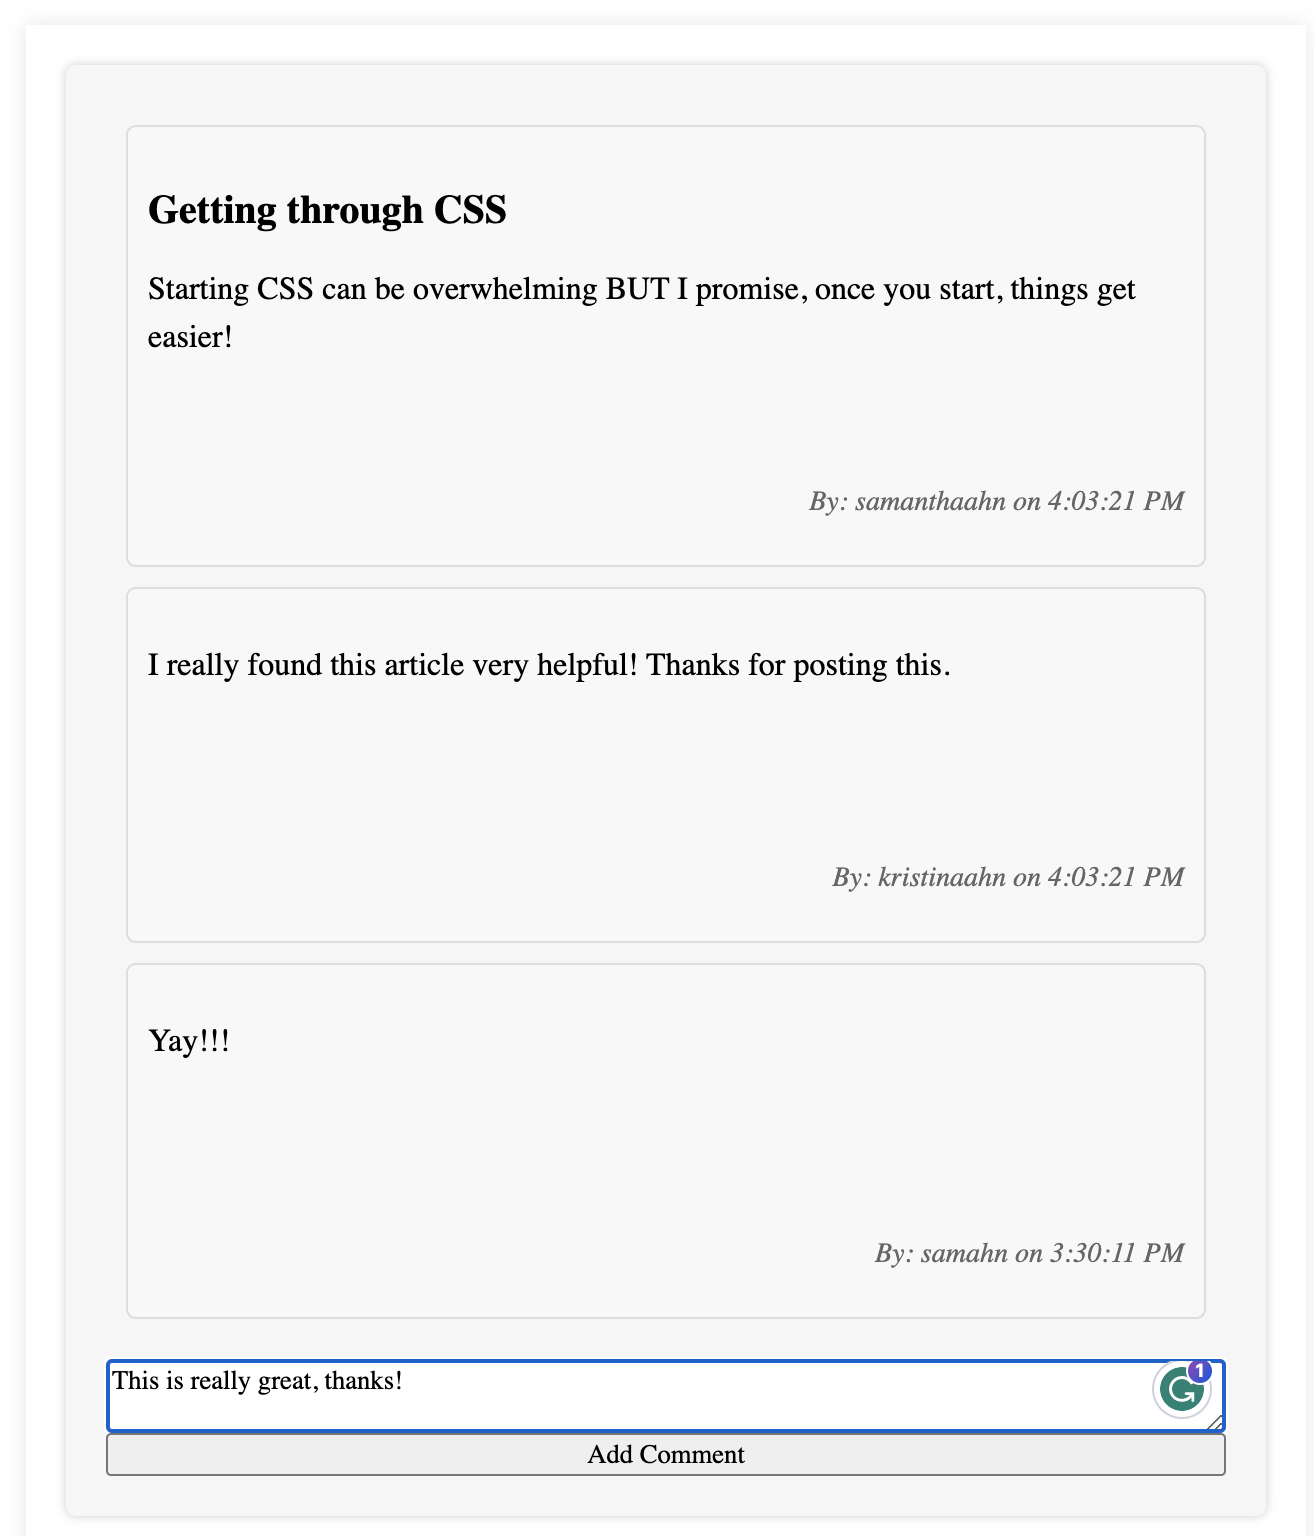 Getting through CSS
Starting CSS can be overwhelming BUT I promise, once you start, things get
easier!
By: samanthaahn on 4:03:21 PM
I really found this article very helpful! Thanks for posting this.
By: kristinaahn on 4:03:21 PM
Yay!!!
By: samahn on 3:30:11 PM
This is really great, thanks!
1
Add Comment